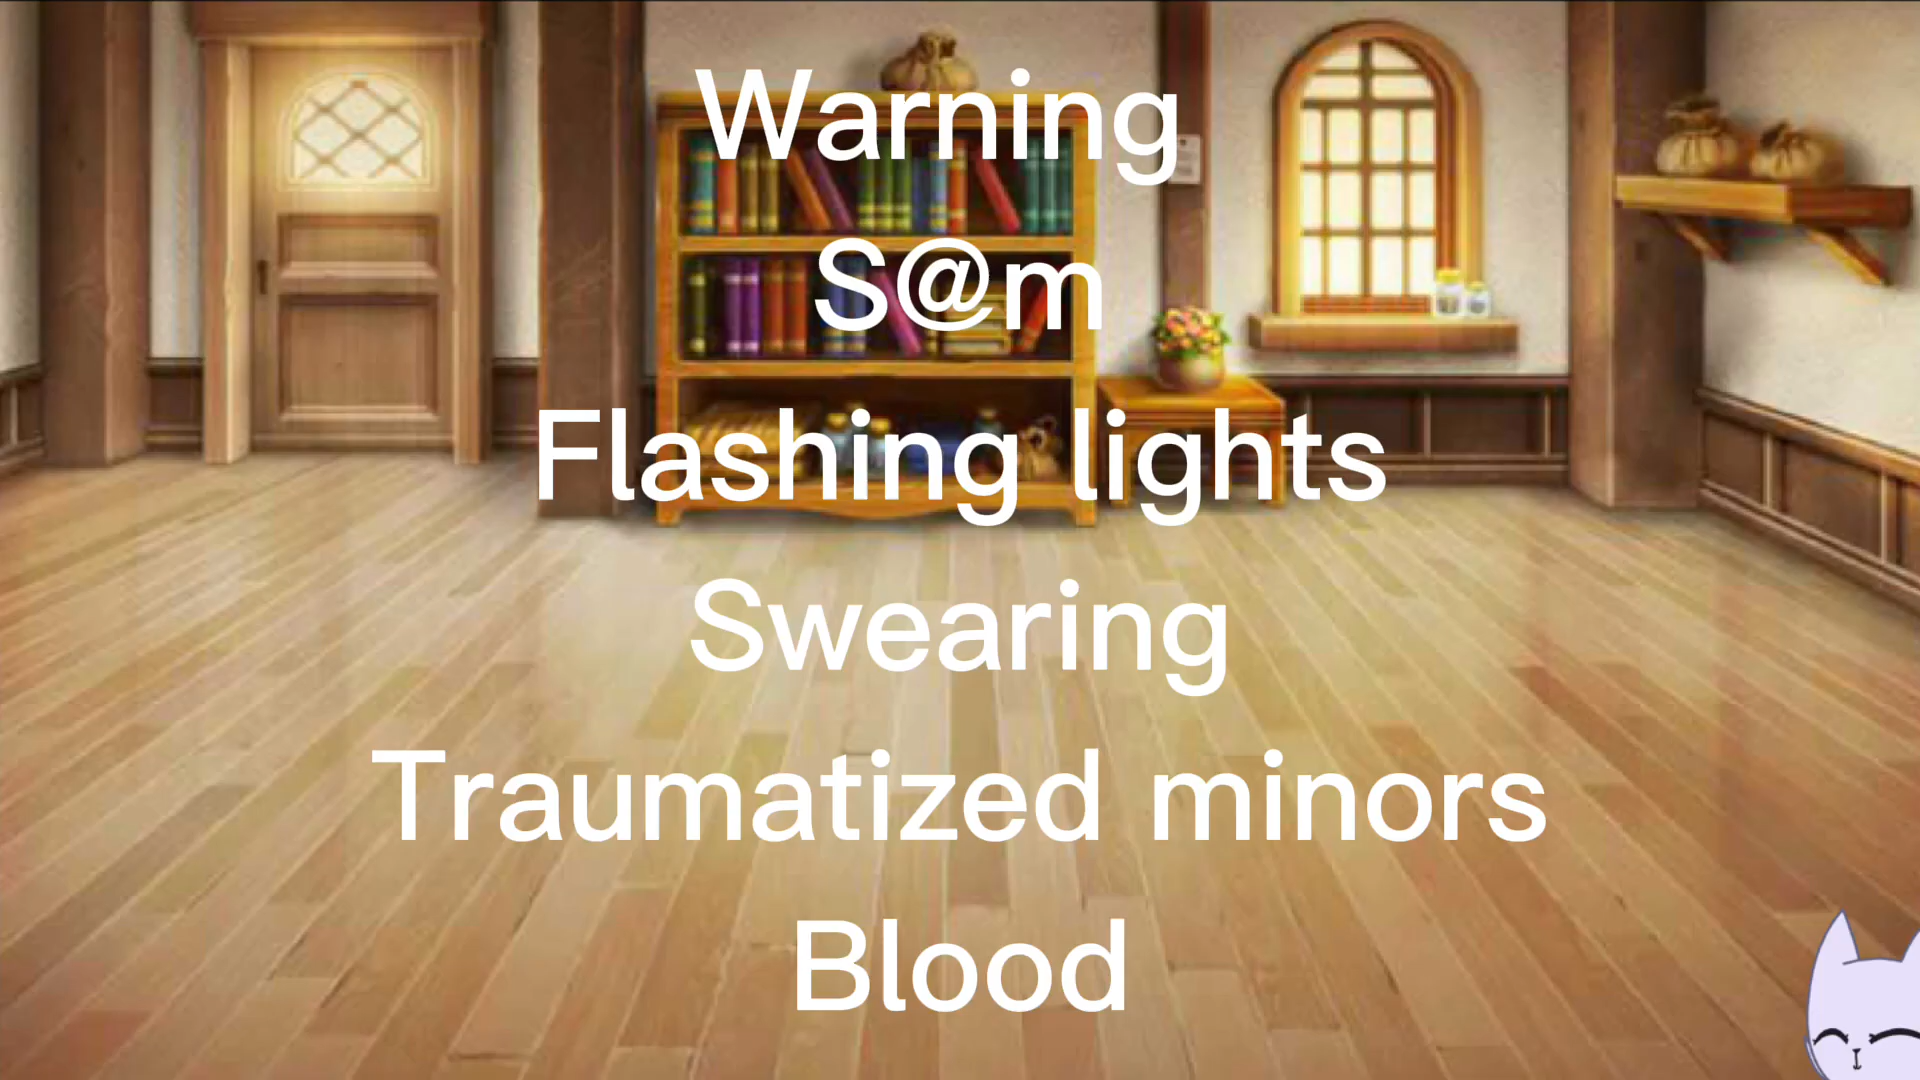 Warning
S@m
Flashing lights
Swearing
Traumatized minors
Blood